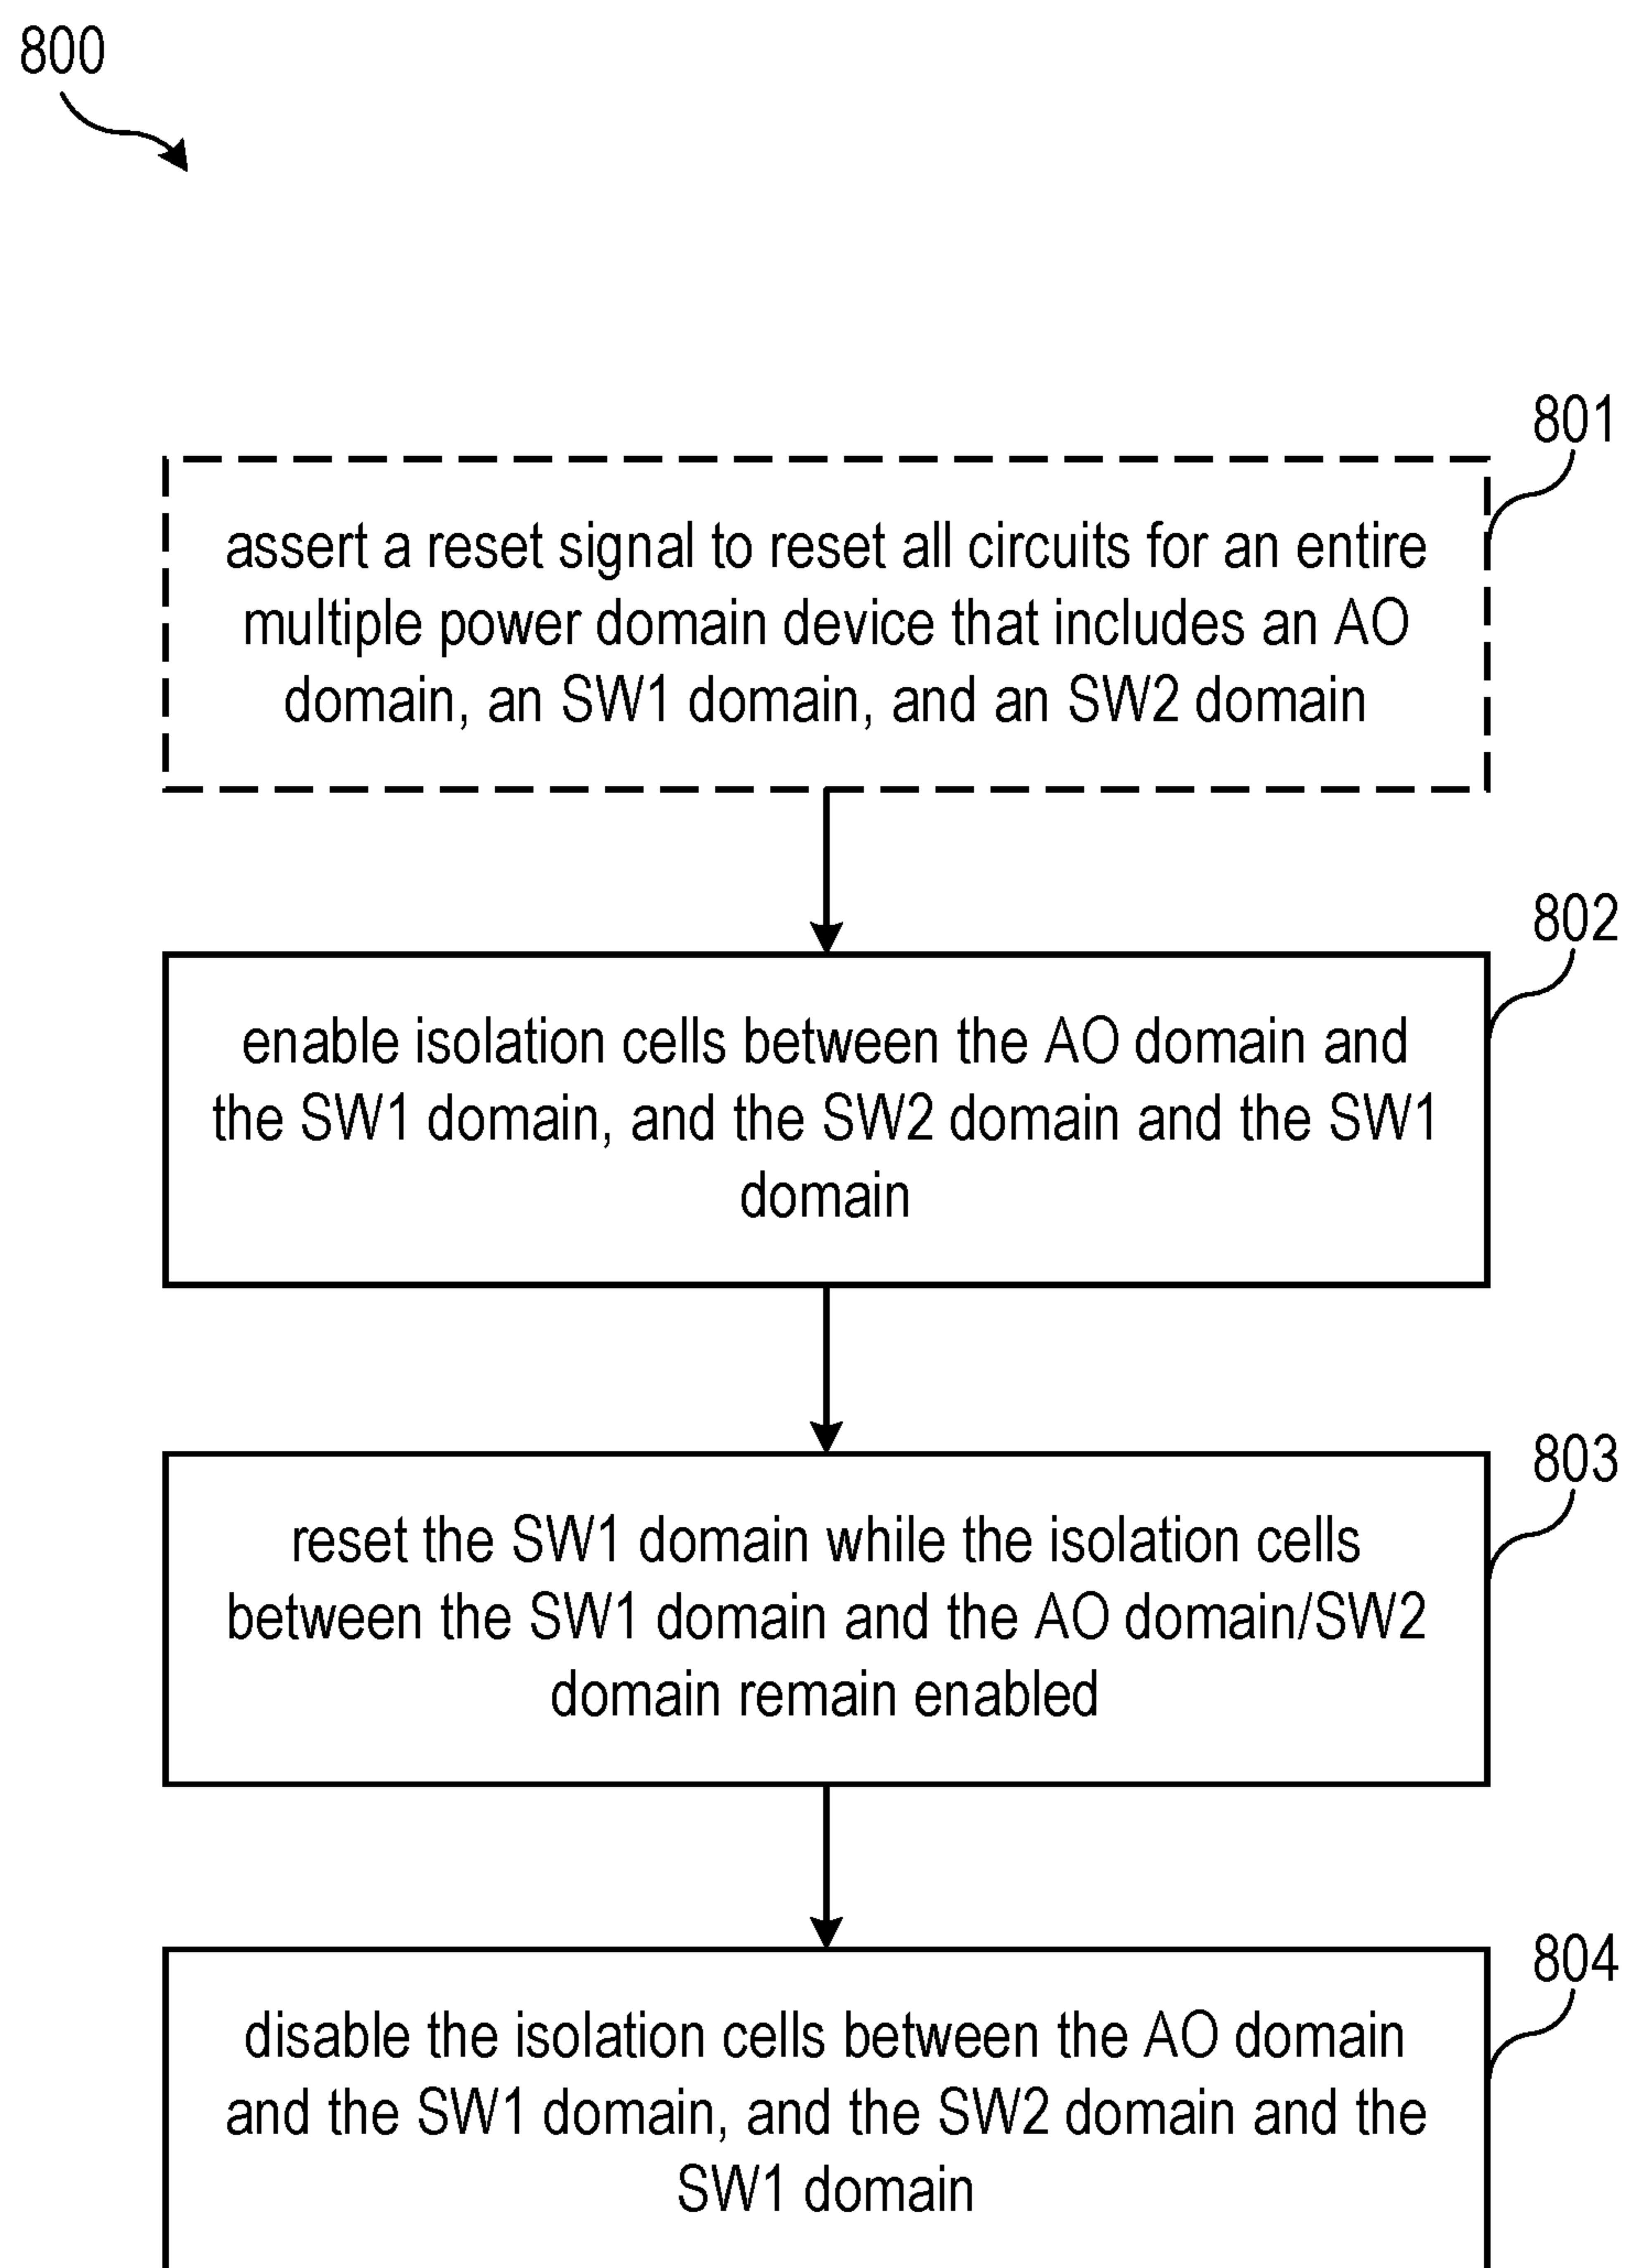 800
801
assert a reset signal to reset all circuits for an entire
multiple power domain device that includes an AO
domain, an SW1 domain, and an SW2 domain
802
enable isolation cells between the AO domain and
the SW1 domain, and the SW2 domain and the SW1
domain
803
reset the SW1 domain while the isolation cells
between the SW1 domain and the AO domain/SW2
domain remain enabled
804
disable the isolation cells between the AO domain
and the SW1 domain, and the SW2 domain and the
SW1 domain